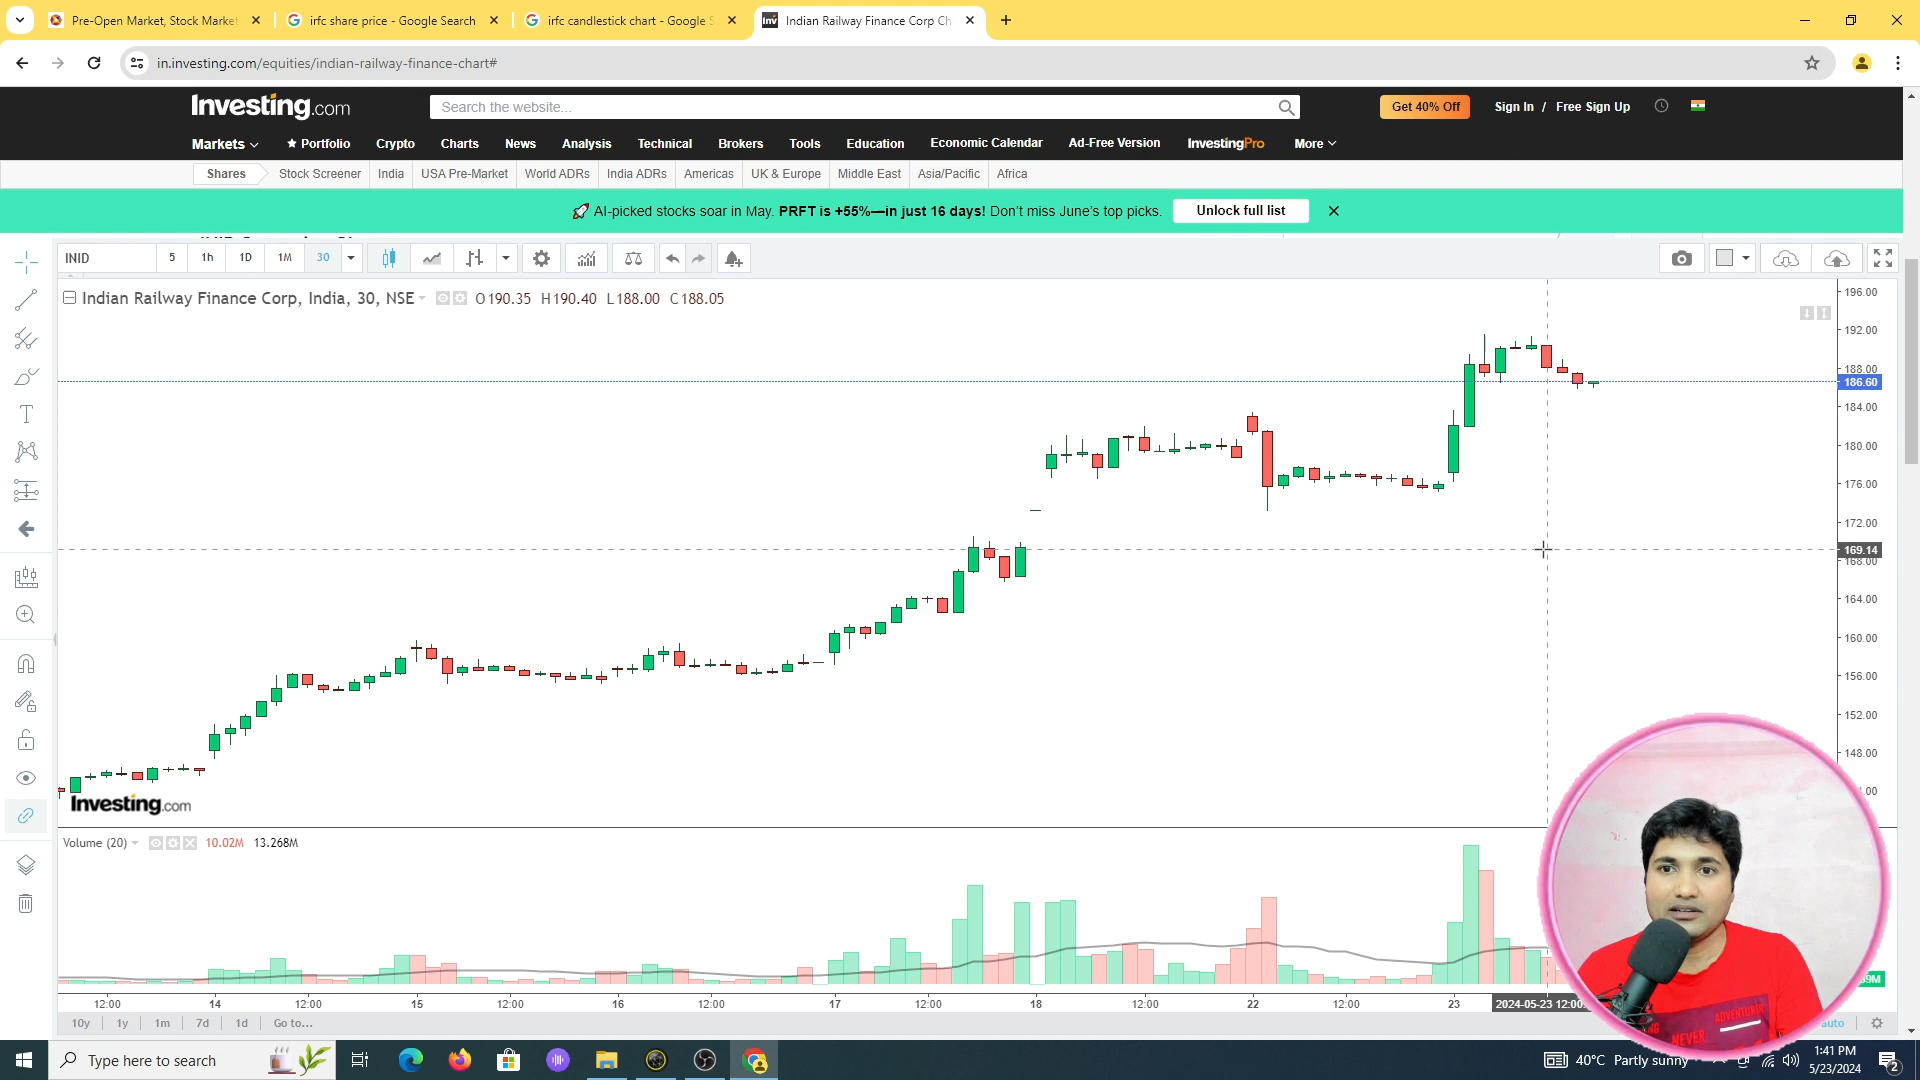 Pre-Open Market, Stock Market
irfc share price - Google Search
irfc candlestick chart - Google S
Indian Railway Finance Corp Ch
in.investing.com/equities/indian-railway-finance-chart#
Investing.com
Search the website...
Get 40% Off
Sign In / Free Sign Up
Markets
Portfolio
Crypto
Charts
News
Analysis
Technical
Brokers
Tools
Education
Economic Calendar
Ad-Free Version
InvestingPro
More
Shares
Stock Screener
India
USA Pre-Market
World ADRs
India ADRs
Americas
UK & Europe
Middle East
Asia/Pacific
Africa
AI-picked stocks soar in May. PRFT is +55%—in just 16 days! Don't miss June's top picks.
Unlock full list
INID
5
1h
1D
1M
30
Indian Railway Finance Corp, India, 30, NSE
O190.35 H190.40 L188.00 C188.05
196.00
192.00
188.00
186.60
184.00
180.00
176.00
172.00
169.14
168.00
164.00
160.00
156.00
152.00
148.00
Investing.com
Volume (20)
10.02M
13.268M
12:00
14
12:00
15
12:00
16
12:00
17
12:00
18
12:00
22
12:00
23
2024-05-23 12:00
10y
1y
1m
7d
1d
Go to...
auto
ADVENTURE
NEVER
Type here to search
40°C Partly sunny
1:41 PM
5/23/2024
2